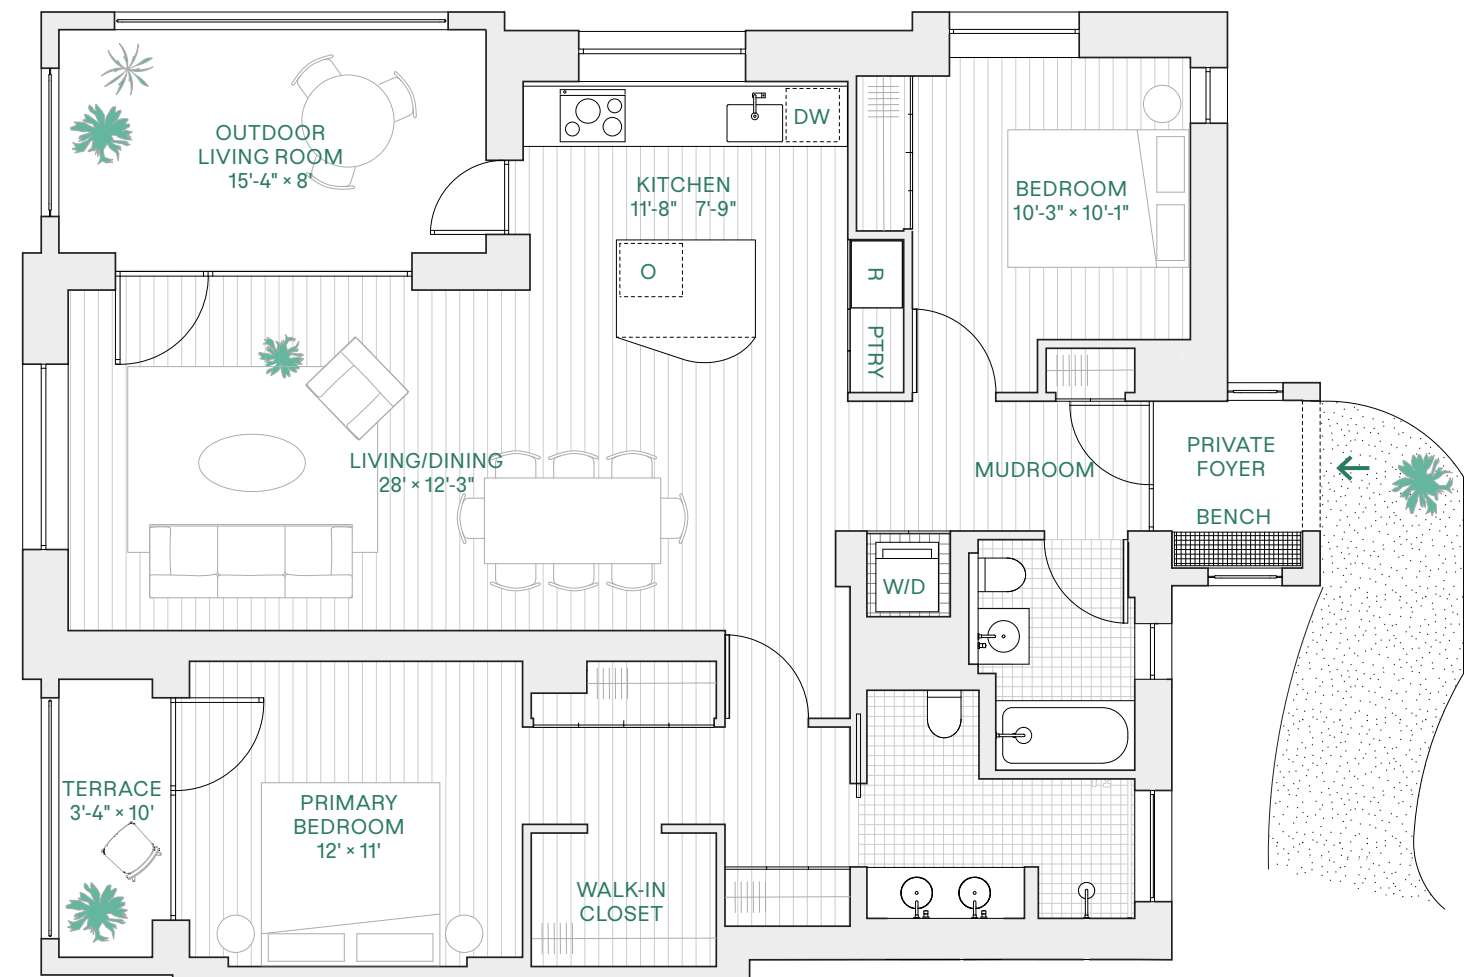 OUTDOOR
LIVING ROOM
15'-4" × 8'
DW
KITCHEN
11'-8" 7'-9"
BEDROOM
10'-3" × 10'-1"
O
R
PTRY
LIVING/DINING
28' × 12'-3"
MUDROOM
PRIVATE
FOYER
BENCH
W/D
TERRACE
3'-4" × 10'
PRIMARY
BEDROOM
12' × 11'
WALK-IN
CLOSET